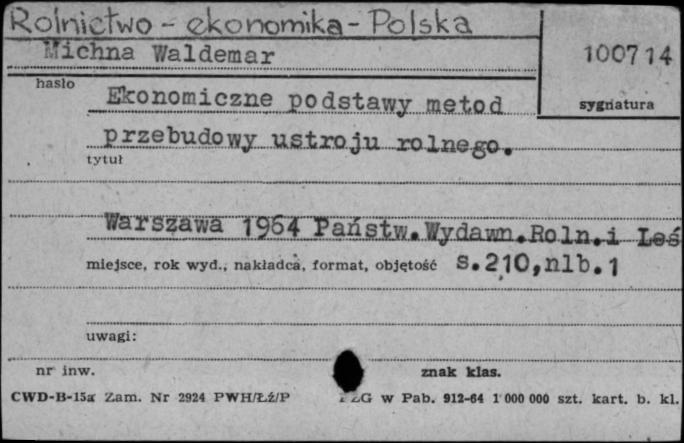 Rolnictwo - ekonomika - Polska
Michna Waldemar
100714
hasło
Ekonomiczne podstawy metod
sygnatura
przebudowy ustroju rolnego.
tytuł
Warszawa 1964 Państw.Wydawn.Roln.i Leś
miejsce, rok wyd., nakładca, format, objętość s.210,nlb.1
uwagi:
nr inw.
znak klas.
CWD-B-15a Zam. Nr 2924 PWH/Łź/P
w Pab. 912-64 1 000 000 szt. kart. b. kl.